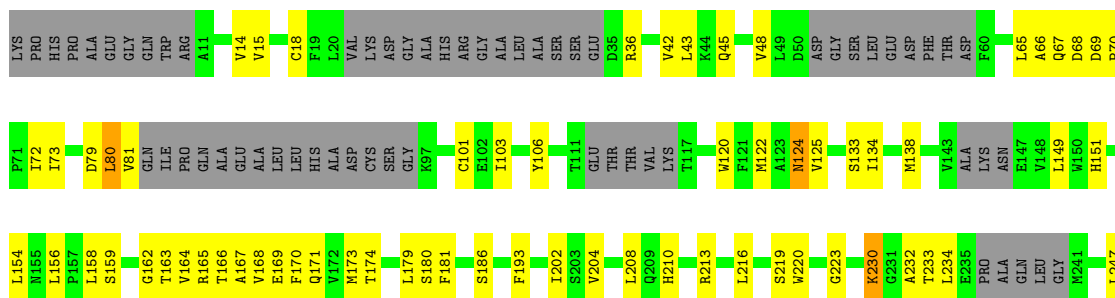 LYS PRO HIS PRO PRO ALA GLU GLY GLN TRP ARG A11 V14 V15 C18 F19 L20 VAL LYS ASP GLY ALA HIS ARG GLY ALA LEU ALA SER SER GLU D35 R36 V42 L43 K44 Q45 V48 L49 D50 ASP GLY SER LEU GLU ASP PHE THR ASP F60 L65 A66 Q67 D68 D69
P71 I72 I73 D79 L80 V81 GLN ILE PRO GLN ALA GLU ALA LEU LEU HIS ALA ASP CYS SER GLY K97 C101 E102 I103 Y106 T111 GLU THR THR VAL LYS T117 W120 F121 M122 A123 N124 V125 S133 I134 M138 V143 ALA LYS ASN E147 V148 L149 W150 H151
L154 N155 L156 P157 L158 S159 G162 T163 V164 R165 T166 A167 V168 E169 F170 Q171 V172 M173 T174 L179 S180 F181 S186 F193 I202 S203 V204 L208 Q209 H210 R213 L216 S219 W220 G223 K230 G231 A232 T233 L234 E235 PRO ALA GLN LEU GLY M241